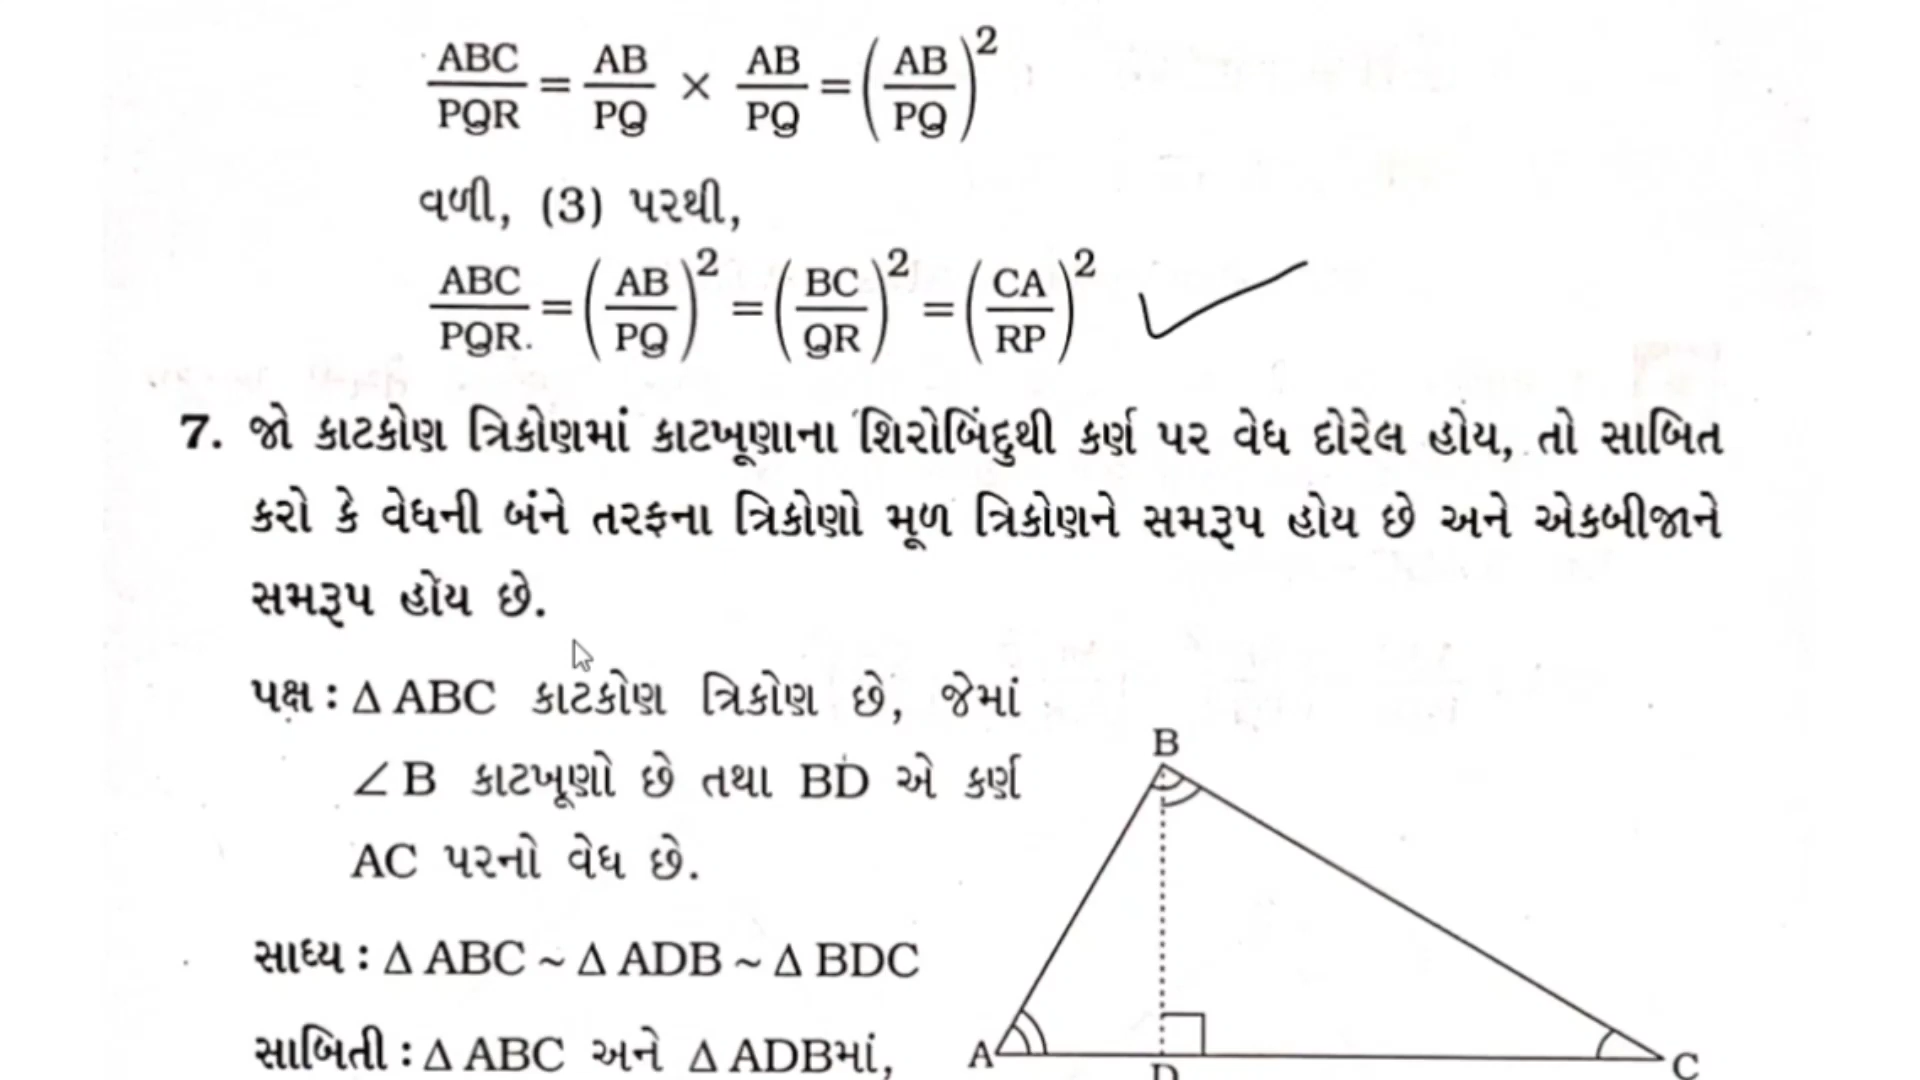 ABC/PQR = AB/PQ × AB/PQ = (AB/PQ)²
વળી, (3) પરથી,
ABC/PQR. = (AB/PQ)² = (BC/QR)² = (CA/RP)²
7. જો કાટકોણ ત્રિકોણમાં કાટખૂણાના શિરોબિંદુથી કર્ણ પર વેધ દોરેલ હોય, તો સાબિત
કરો કે વેધની બંને તરફના ત્રિકોણો મૂળ ત્રિકોણને સમરૂપ હોય છે અને એકબીજાને
સમરૂપ હોય છે.
પક્ષ : Δ ABC કાટકોણ ત્રિકોણ છે, જેમાં
∠B કાટખૂણો છે તથા BD એ કર્ણ
AC પરનો વેધ છે.
સાધ્ય : Δ ABC ~ Δ ADB ~ Δ BDC
સાબિતી : Δ ABC અને Δ ADBમાં,
B
A
D
C